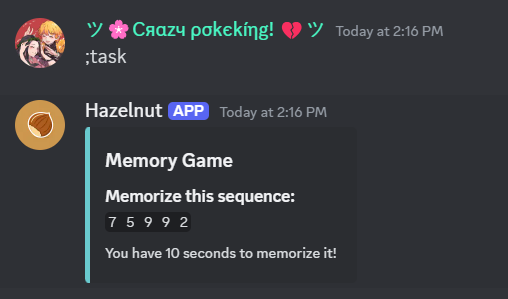 ツ 🌸 Cяαzч ρσkєkíηg! 💔 ツ Today at 2:16 PM
;task
Hazelnut APP Today at 2:16 PM
Memory Game
Memorize this sequence:
7 5 9 9 2
You have 10 seconds to memorize it!